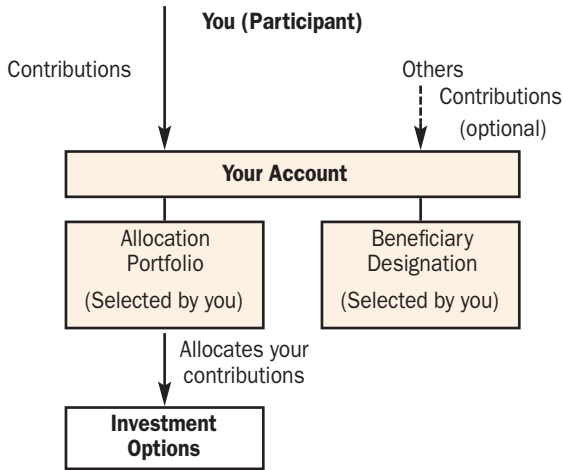 You (Participant)
Contributions
Others
Contributions
(optional)
Your Account
Allocation
Portfolio
(Selected by you)
Beneficiary
Designation
(Selected by you)
Allocates your
contributions
Investment
Options